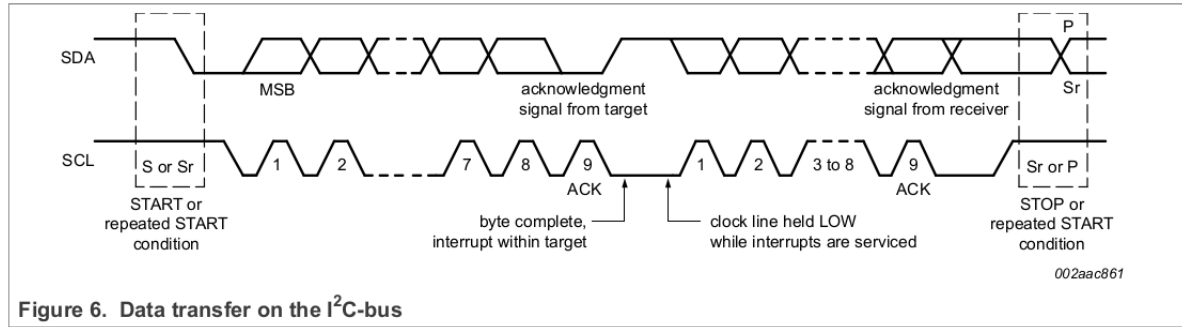 P
SDA
MSB
acknowledgment
signal from target
acknowledgment
signal from receiver
Sr
SCL
S or Sr
1
2
7
8
9
1
2
3 to 8
9
Sr or P
ACK
ACK
START or
repeated START
condition
byte complete,
interrupt within target
clock line held LOW
while interrupts are serviced
STOP or
repeated START
condition
002aac861
Figure 6. Data transfer on the I²C-bus